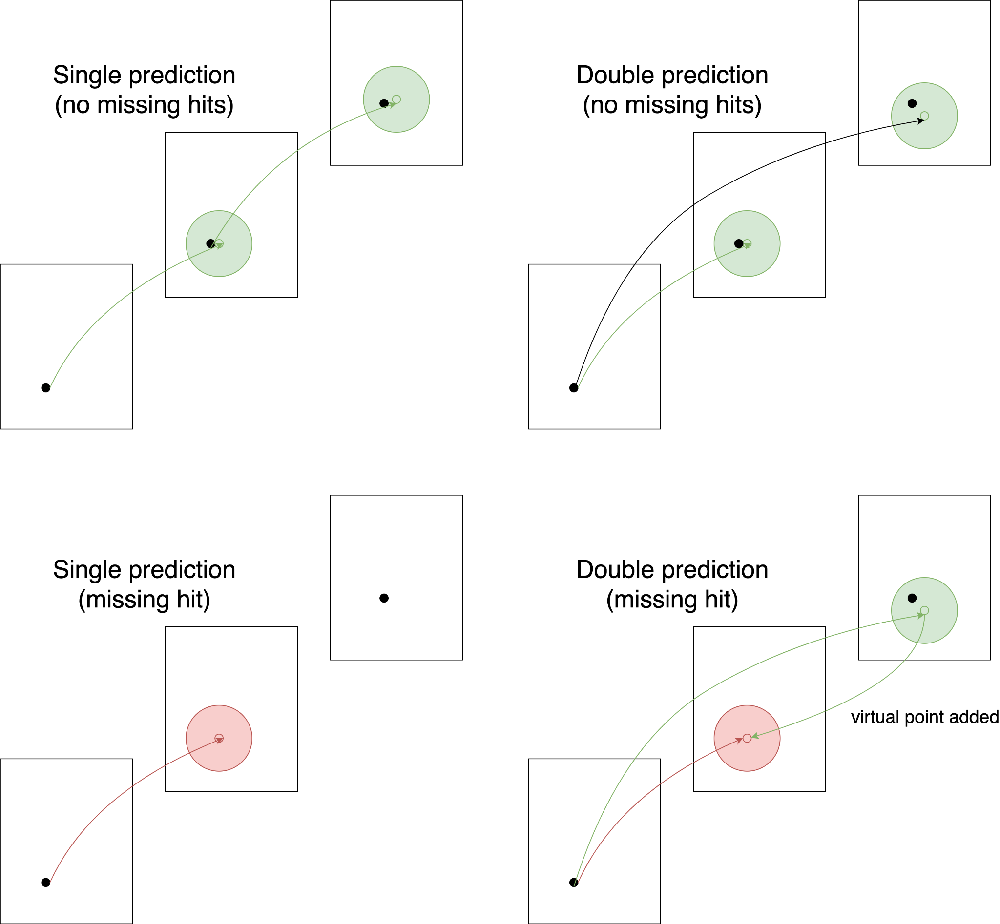 Single prediction
(no missing hits)
Double prediction
(no missing hits)
Single prediction
(missing hit)
Double prediction
(missing hit)
virtual point added